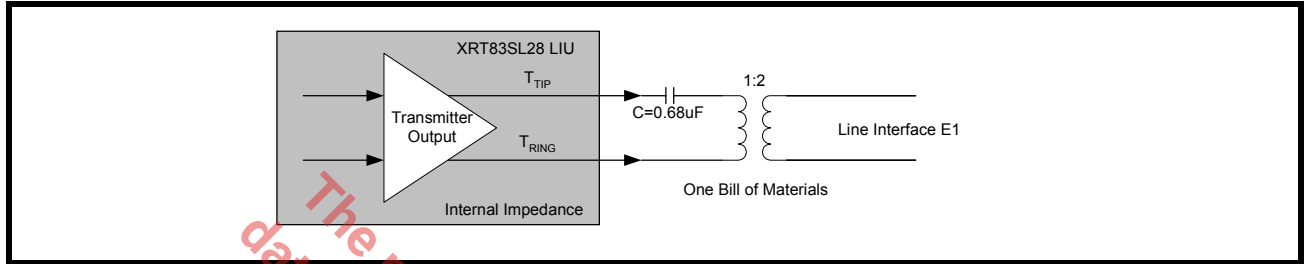 XRT83SL28 LIU
TTIP
1:2
C=0.68uF
Transmitter
Output
Line Interface E1
TRING
One Bill of Materials
Internal Impedance
The